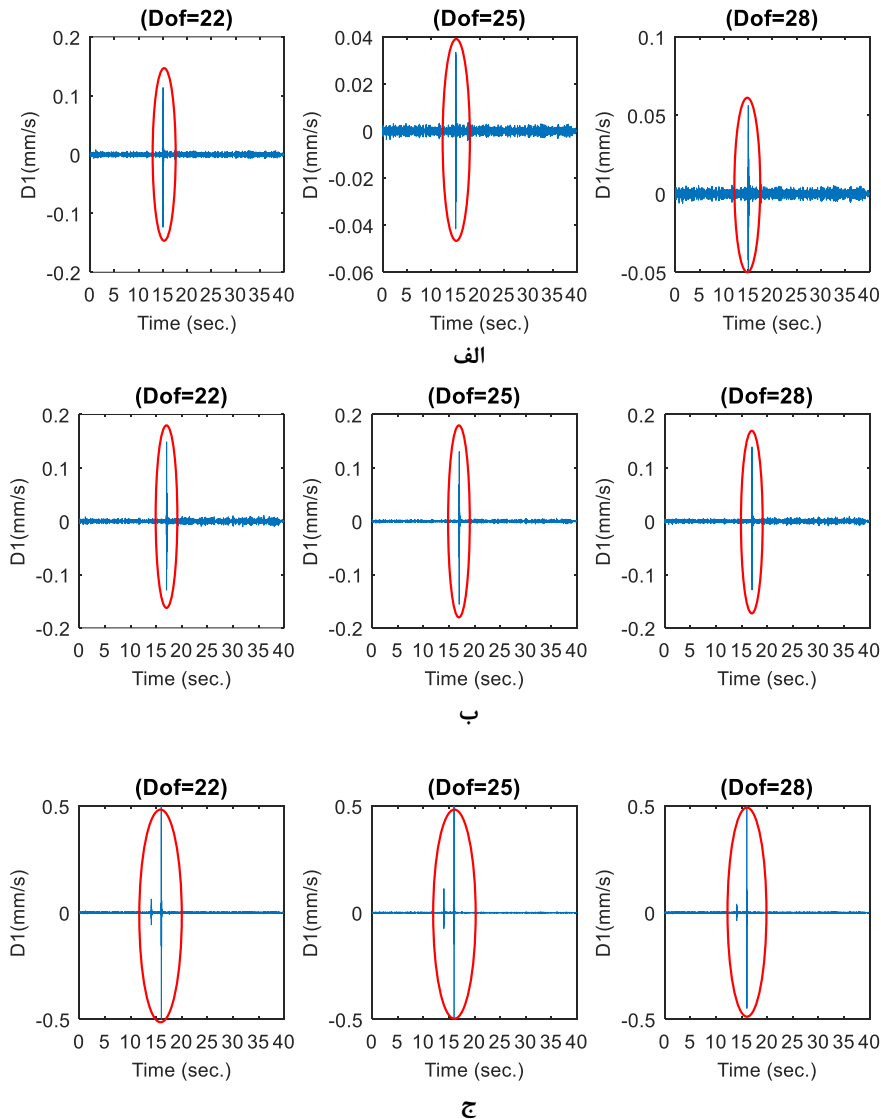 (Dof=22) (Dof=25) (Dof=28)
D1(mm/s) 0.2 0.1 0 -0.1 -0.2
D1(mm/s) 0.04 0.02 0 -0.02 -0.04 -0.06
D1(mm/s) 0.1 0.05 0 -0.05
0 5 10 15 20 25 30 35 40
0 5 10 15 20 25 30 35 40
0 5 10 15 20 25 30 35 40
Time (sec.) Time (sec.) Time (sec.)
الف
(Dof=22) (Dof=25) (Dof=28)
D1(mm/s) 0.2 0.1 0 -0.1 -0.2
D1(mm/s) 0.2 0.1 0 -0.1 -0.2
D1(mm/s) 0.2 0.1 0 -0.1 -0.2
0 5 10 15 20 25 30 35 40
0 5 10 15 20 25 30 35 40
0 5 10 15 20 25 30 35 40
Time (sec.) Time (sec.) Time (sec.)
ب
(Dof=22) (Dof=25) (Dof=28)
D1(mm/s) 0.5 0 -0.5
D1(mm/s) 0.5 0 -0.5
D1(mm/s) 0.5 0 -0.5
0 5 10 15 20 25 30 35 40
0 5 10 15 20 25 30 35 40
0 5 10 15 20 25 30 35 40
Time (sec.) Time (sec.) Time (sec.)
ج